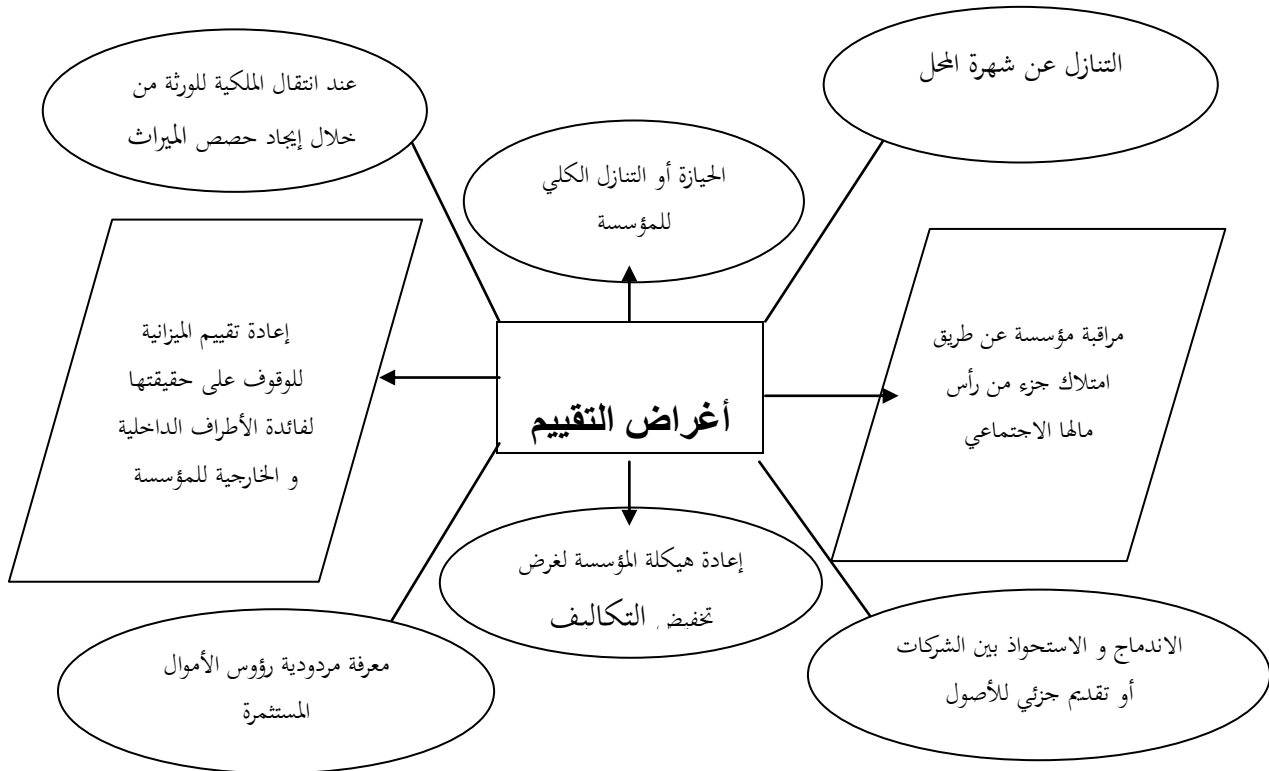 التنازل عن شهرة المحل
عند انتقال الملكية للورثة من
خلال إيجاد حصص الميراث
الحيازة أو التنازل الكلي
للمؤسسة
مراقبة مؤسسة عن طريق
امتلاك جزء من رأس
مالها الاجتماعي
أغراض التقييم
إعادة تقييم الميزانية
للوقوف على حقيقتها
لفائدة الأطراف الداخلية
و الخارجية للمؤسسة
إعادة هيكلة المؤسسة لغرض
تخفيض التكاليف
الاندماج و الاستحواذ بين الشركات
أو تقديم جزئي للأصول
معرفة مردودية رؤوس الأموال
المستثمرة